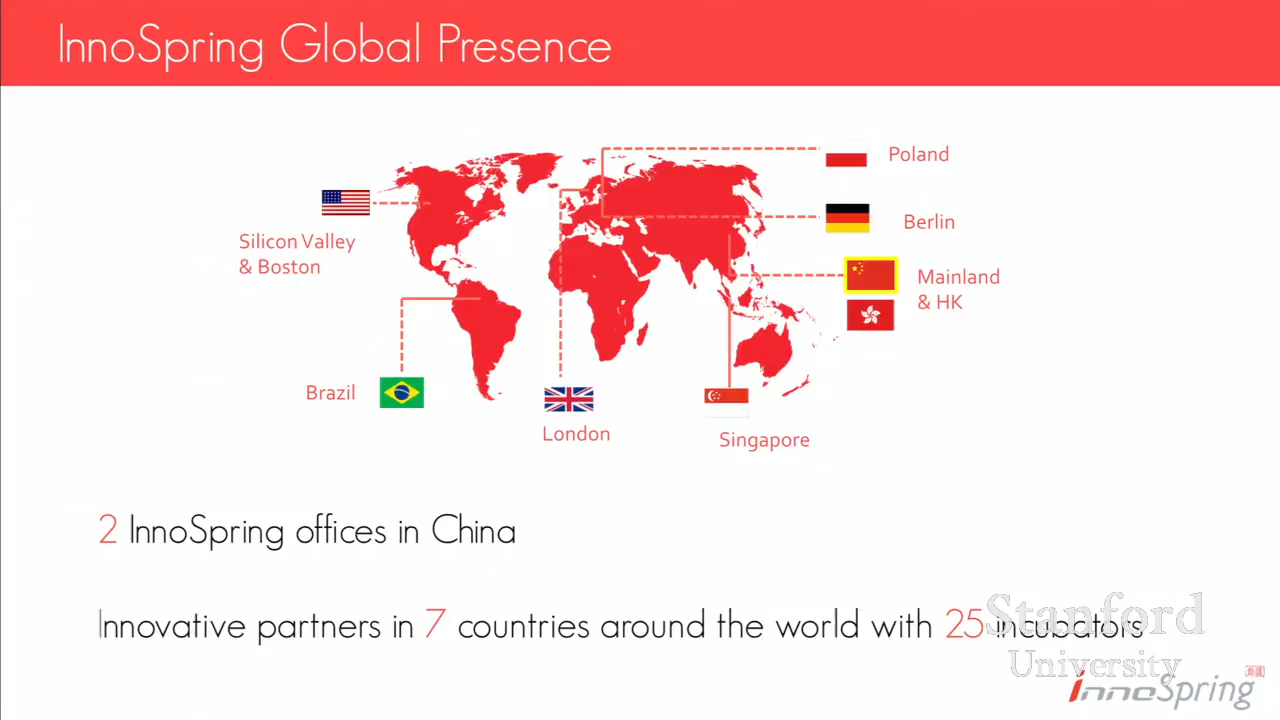 InnoSpring Global Presence
Poland
Berlin
Silicon Valley
& Boston
Mainland
& HK
Brazil
London
Singapore
2 InnoSpring offices in China
Innovative partners in 7 countries around the world with 25 incubators
Stanford
University
InnoSpring